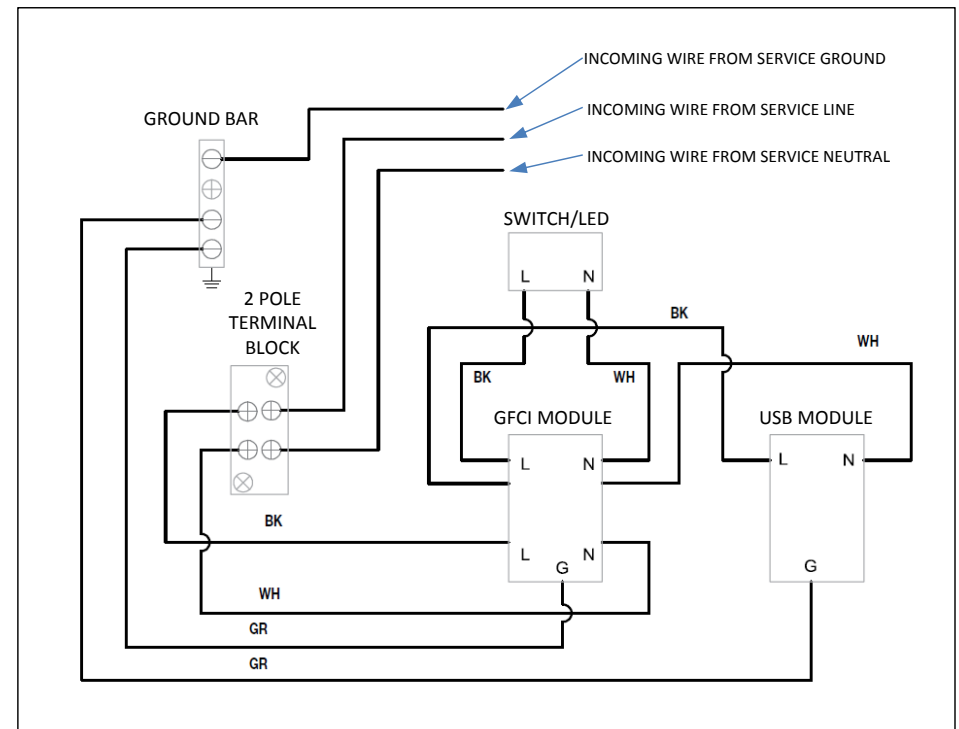 INCOMING WIRE FROM SERVICE GROUND
GROUND BAR
INCOMING WIRE FROM SERVICE LINE
INCOMING WIRE FROM SERVICE NEUTRAL
SWITCH/LED
L N
2 POLE
TERMINAL
BLOCK
BK
WH
BK
WH
GFCI MODULE
USB MODULE
L N
L N
BK
L N
G
G
WH
GR
GR